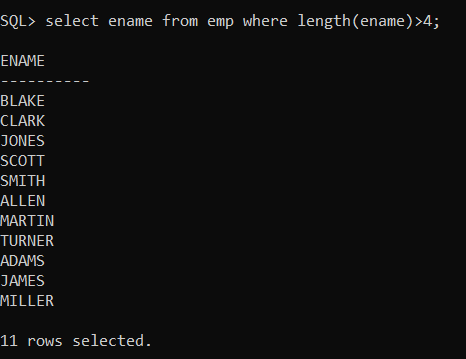 SQL> select ename from emp where length(ename)>4;
ENAME
----------
BLAKE
CLARK
JONES
SCOTT
SMITH
ALLEN
MARTIN
TURNER
ADAMS
JAMES
MILLER
11 rows selected.